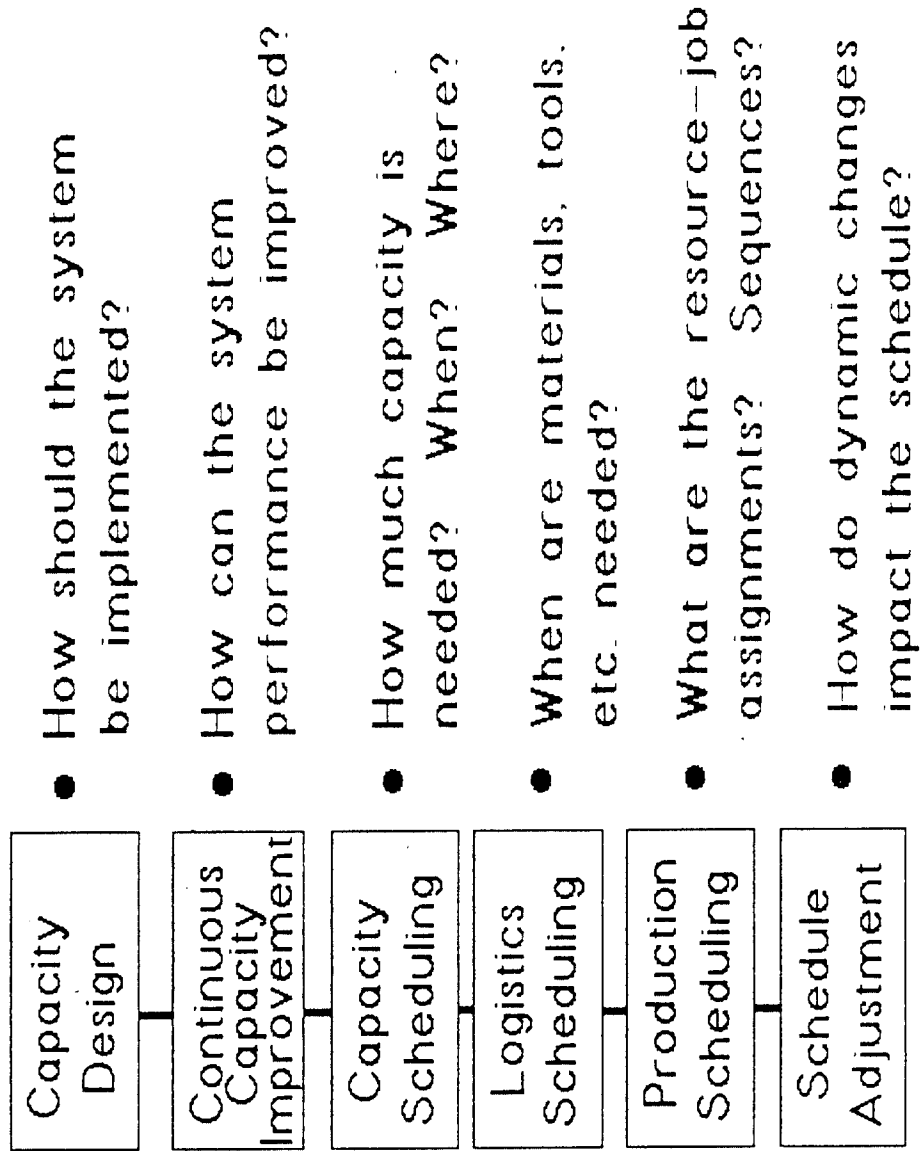 Capacity
Design
● How should the system
be implemented?
Continuous
Capacity
Improvement
● How can the system
performance be improved?
Capacity
Scheduling
● How much capacity is
needed? When? Where?
Logistics
Scheduling
● When are materials, tools,
etc. needed?
Production
Scheduling
● What are the resource-job
assignments? Sequences?
Schedule
Adjustment
● How do dynamic changes
impact the schedule?